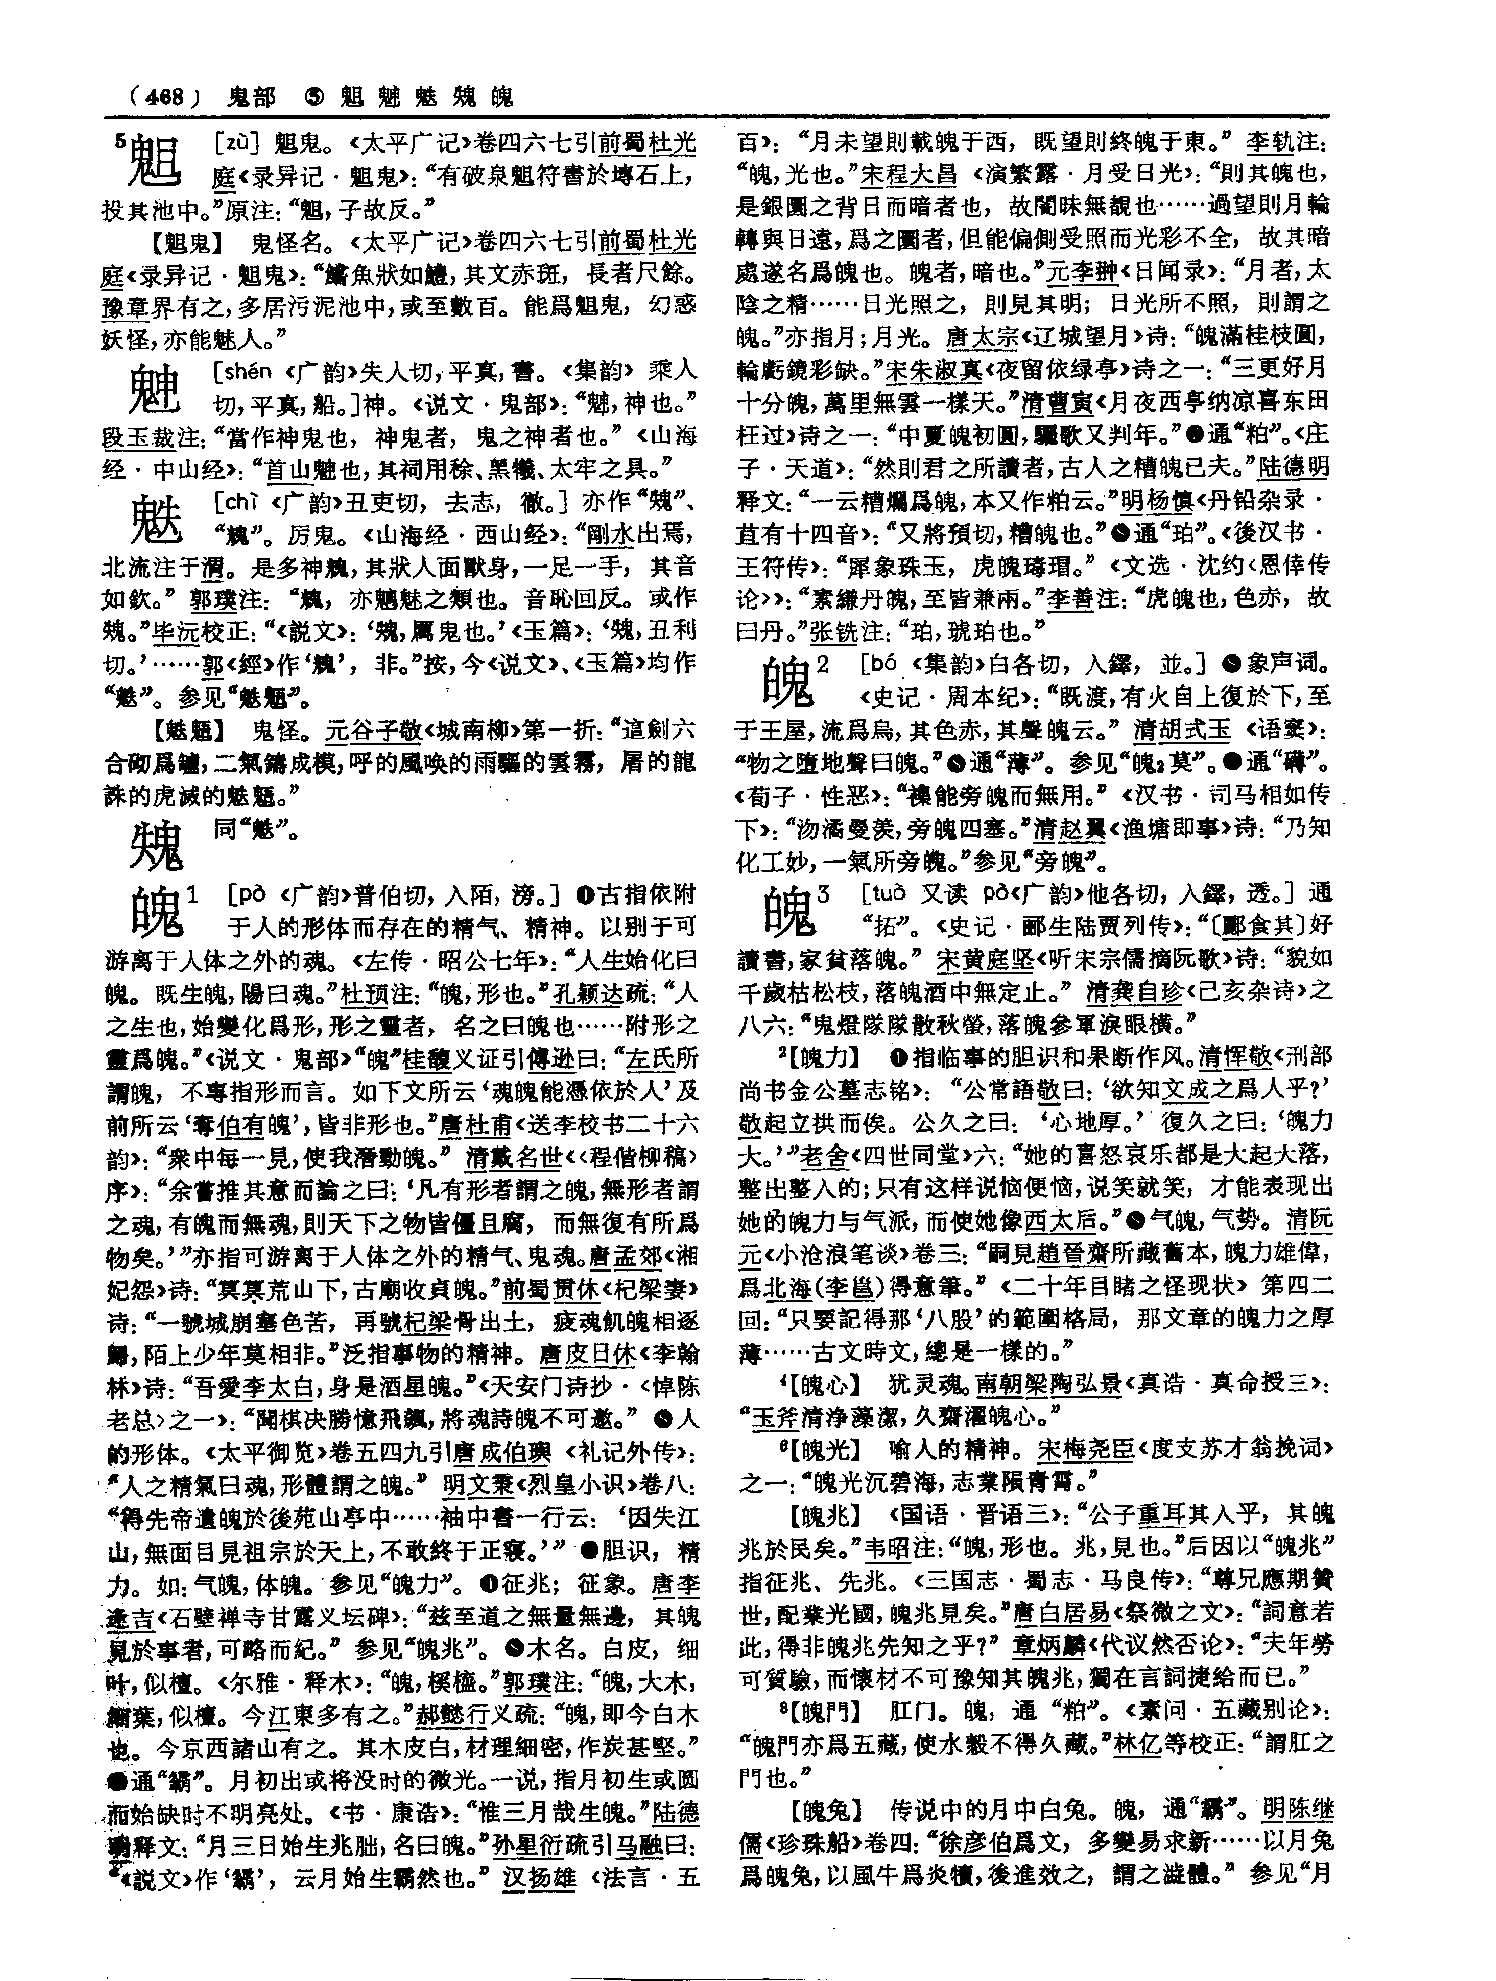 (468) 鬼部 ⑤ 䰕 䰠 魅 𩲡 魄
5䰕 [zù] 䰕鬼。《太平广记》卷四六七引前蜀杜光
庭《录异记·䰕鬼》：“有破泉䰕符書於塼石上，
投其池中。”原注：“䰕，子故反。”
【䰕鬼】 鬼怪名。《太平广记》卷四六七引前蜀杜光
庭《录异记·䰕鬼》：“鱔魚狀如鱧，其文赤斑，長者尺餘。
豫章界有之，多居污泥池中，或至數百。能爲䰕鬼，幻惑
妖怪，亦能魅人。”
䰠 [shén 《广韵》失人切，平真，書。《集韵》 乘人
切，平真，船。]神。《说文·鬼部》：“䰠，神也。”
段玉裁注：“當作神鬼也，神鬼者，鬼之神者也。”《山海
经·中山经》：“首山䰠也，其祠用稌、黑犧、太牢之具。”
[chì 《广韵》丑吏切，去志，徹。] 亦作
厉鬼。《山海经·西山经》：“剛水出焉，
北流注于渭。是多神，其狀人面獸身，一足一手，其音
如欽。”郭璞注：亦魑魅之類也。音恥回反。或作
毕沅校正：“《説文》：厲鬼也。’《玉篇》：丑利
切。’……郭《經》作非。”按，今《说文》、《玉篇》均作
参见
鬼怪。元谷子敬《城南柳》第一折：“這劍六
合砌爲爐，二氣鑄成模，呼的風唤的雨驅的雲霧，屠的龍
誅的虎滅的
同
魄1 [pò 《广韵》普伯切，入陌，滂。] ❶古指依附
于人的形体而存在的精气、精神。以别于可
游离于人体之外的魂。《左传·昭公七年》：“人生始化曰
魄。既生魄，陽曰魂。”杜预注：“魄，形也。”孔颖达疏：“人
之生也，始變化爲形，形之靈者，名之曰魄也……附形之
靈爲魄。”《说文·鬼部》“魄”桂馥义证引傅逊曰：“左氏所
謂魄，不專指形而言。如下文所云‘魂魄能憑依於人’及
前所云‘奪伯有魄’，皆非形也。”唐杜甫《送李校书二十六
韵》：“衆中每一見，使我潛動魄。”清戴名世《〈程偕柳稿〉
序》：“余嘗推其意而論之曰：‘凡有形者謂之魄，無形者謂
之魂，有魄而無魂，則天下之物皆僵且腐，而無復有所爲
物矣。’”亦指可游离于人体之外的精气、鬼魂。唐孟郊《湘
妃怨》诗：“冥冥荒山下，古廟收貞魄。”前蜀贯休《杞梁妻》
诗：“一號城崩塞色苦，再號杞梁骨出土，疲魂飢魄相逐
歸，陌上少年莫相非。”泛指事物的精神。唐皮日休《李翰
林》诗：“吾愛李太白，身是酒星魄。”《天安门诗抄·〈悼陈
老总〉之一》：“閱棋决勝憶飛飆，將魂詩魄不可邀。” ❷人
的形体。《太平御览》卷五四九引唐成伯璵《礼记外传》：
“人之精氣曰魂，形體謂之魄。”明文秉《烈皇小识》卷八：
“得先帝遺魄於後苑山亭中……袖中書一行云：‘因失江
山，無面目見祖宗於天上，不敢終于正寢。’” ❸胆识，精
力。如：气魄，体魄。参见“魄力”。❹征兆；征象。唐李
逢吉《石壁禅寺甘露义坛碑》：“茲至道之無量無邊，其魄
見於事者，可略而紀。”参见“魄兆”。❺木名。白皮，细
叶，似檀。《尔雅·释木》：“魄，榽橀。”郭璞注：“魄，大木，
細葉，似檀。今江東多有之。”郝懿行义疏：“魄，即今白木
也。今京西諸山有之。其木皮白，材理細密，作炭甚堅。”
❻通“霸”。月初出或将没时的微光。一说，指月初生或圆
而始缺时不明亮处。《书·康诰》：“惟三月哉生魄。”陆德
明释文：“月三日始生兆朏，名曰魄。”孙星衍疏引马融曰：
“《説文》作‘霸’，云月始生霸然也。”汉扬雄《法言·五
百》：“月未望則載魄于西，既望則終魄于東。”李轨注：
“魄，光也。”宋程大昌《演繁露·月受日光》：“則其魄也，
是銀圜之背日而暗者也，故闇昧無覩也……過望則月輪
轉與日遠，爲之圜者，但能偏側受照而光彩不全，故其暗
處遂名爲魄也。魄者，暗也。”元李翀《日闻录》：“月者，太
陰之精……日光照之，則見其明；日光所不照，則謂之
魄。”亦指月；月光。唐太宗《辽城望月》诗：“魄滿桂枝圓，
輪虧鏡彩缺。”宋朱淑真《夜留依绿亭》诗之一：“三更好月
十分魄，萬里無雲一樣天。”清曹寅《月夜西亭纳凉喜东田
枉过》诗之一：“中夏魄初圓，驪歌又判年。”❼通“粕”。《庄
子·天道》：“然則君之所讀者，古人之糟魄已夫。”陆德明
释文：“一云糟爛爲魄，本又作粕云。”明杨慎《丹铅杂录·
苴有十四音》：“又將預切，糟魄也。”❽通“珀”。《後汉书·
王符传》：“犀象珠玉，虎魄瑇瑁。”《文选·沈约〈恩倖传
论〉》：“素縑丹魄，至皆兼兩。”李善注：“虎魄也，色赤，故
曰丹。”张铣注：“珀，琥珀也。”
魄2 [bó 《集韵》白各切，入鐸，並。] ❶象声词。
《史记·周本纪》：“既渡，有火自上復於下，至
于王屋，流爲烏，其色赤，其聲魄云。”清胡式玉《语窦》：
“物之墮地聲曰魄。”❷通“薄”。参见“魄2莫”。❸通“礴”。
《荀子·性恶》：“襍能旁魄而無用。”《汉书·司马相如传
下》：“沕潏曼羨，旁魄四塞。”清赵翼《渔塘即事》诗：“乃知
化工妙，一氣所旁魄。”参见“旁魄”。
魄3 [tuò 又读 pò《广韵》他各切，入鐸，透。] 通
“拓”。《史记·郦生陆贾列传》：“〔酈食其〕好
讀書，家貧落魄。”宋黄庭坚《听宋宗儒摘阮歌》诗：“貌如
千歲枯松枝，落魄酒中無定止。”清龚自珍《己亥杂诗》之
八六：“鬼燈隊隊散秋螢，落魄參軍淚眼橫。”
2【魄力】 ❶指临事的胆识和果断作风。清恽敬《刑部
尚书金公墓志铭》：“公常語敬曰：‘欲知文成之爲人乎？’
敬起立拱而俟。公久之曰：‘心地厚。’復久之曰：‘魄力
大。’”老舍《四世同堂》六：“她的喜怒哀乐都是大起大落，
整出整入的；只有这样说恼便恼，说笑就笑，才能表现出
她的魄力与气派，而使她像西太后。”❷气魄，气势。清阮
元《小沧浪笔谈》卷三：“嗣見趙晉齋所藏舊本，魄力雄偉，
爲北海（李邕）得意筆。”《二十年目睹之怪现状》第四二
回：“只要記得那‘八股’的範圍格局，那文章的魄力之厚
薄……古文時文，總是一樣的。”
4【魄心】 犹灵魂。南朝梁陶弘景《真诰·真命授三》：
“玉斧清浄藻潔，久齋濯魄心。”
6【魄光】 喻人的精神。宋梅尧臣《度支苏才翁挽词》
之一：“魄光沉碧海，志業隕青霄。”
【魄兆】 《国语·晋语三》：“公子重耳其入乎，其魄
兆於民矣。”韦昭注：“魄，形也。兆，見也。”后因以“魄兆”
指征兆、先兆。《三国志·蜀志·马良传》：“尊兄應期贊
世，配業光國，魄兆見矣。”唐白居易《祭微之文》：“詞意若
此，得非魄兆先知之乎？”章炳麟《代议然否论》：“夫年勞
可質驗，而懷材不可豫知其魄兆，獨在言詞捷給而已。”
8【魄門】 肛门。魄，通“粕”。《素问·五藏别论》：
“魄門亦爲五藏，使水穀不得久藏。”林亿等校正：“謂肛之
門也。”
【魄兔】 传说中的月中白兔。魄，通“霸”。明陈继
儒《珍珠船》卷四：“徐彦伯爲文，多變易求新……以月兔
爲魄兔，以風牛爲炎犢，後進效之，謂之澁體。”参见“月